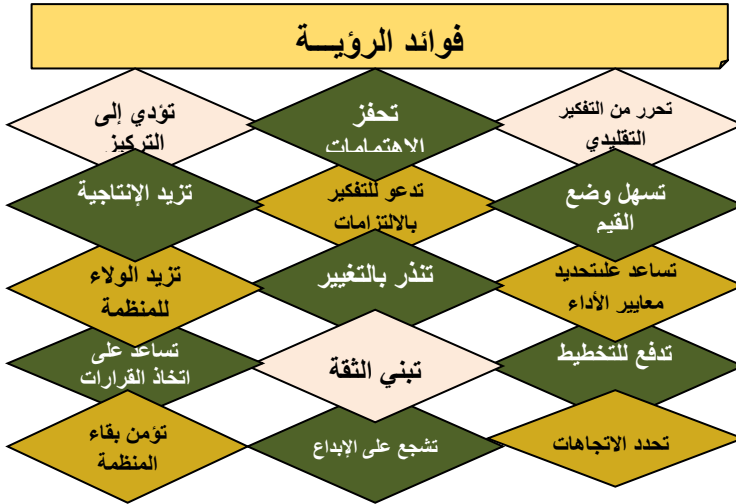 فوائد الرؤيـــة
تحرر من التفكير
التقليدي
تحفز
الاهتمامات
تؤدي إلى
التركيز
تسهل وضع
القيم
تدعو للتفكير
بالالتزامات
تزيد الإنتاجية
تساعد علىتحديد
معايير الأداء
تنذر بالتغيير
تزيد الولاء
للمنظمة
تدفع للتخطيط
تبني الثقة
تساعد على
اتخاذ القرارات
تحدد الاتجاهات
تشجع على الإبداع
تؤمن بقاء
المنظمة